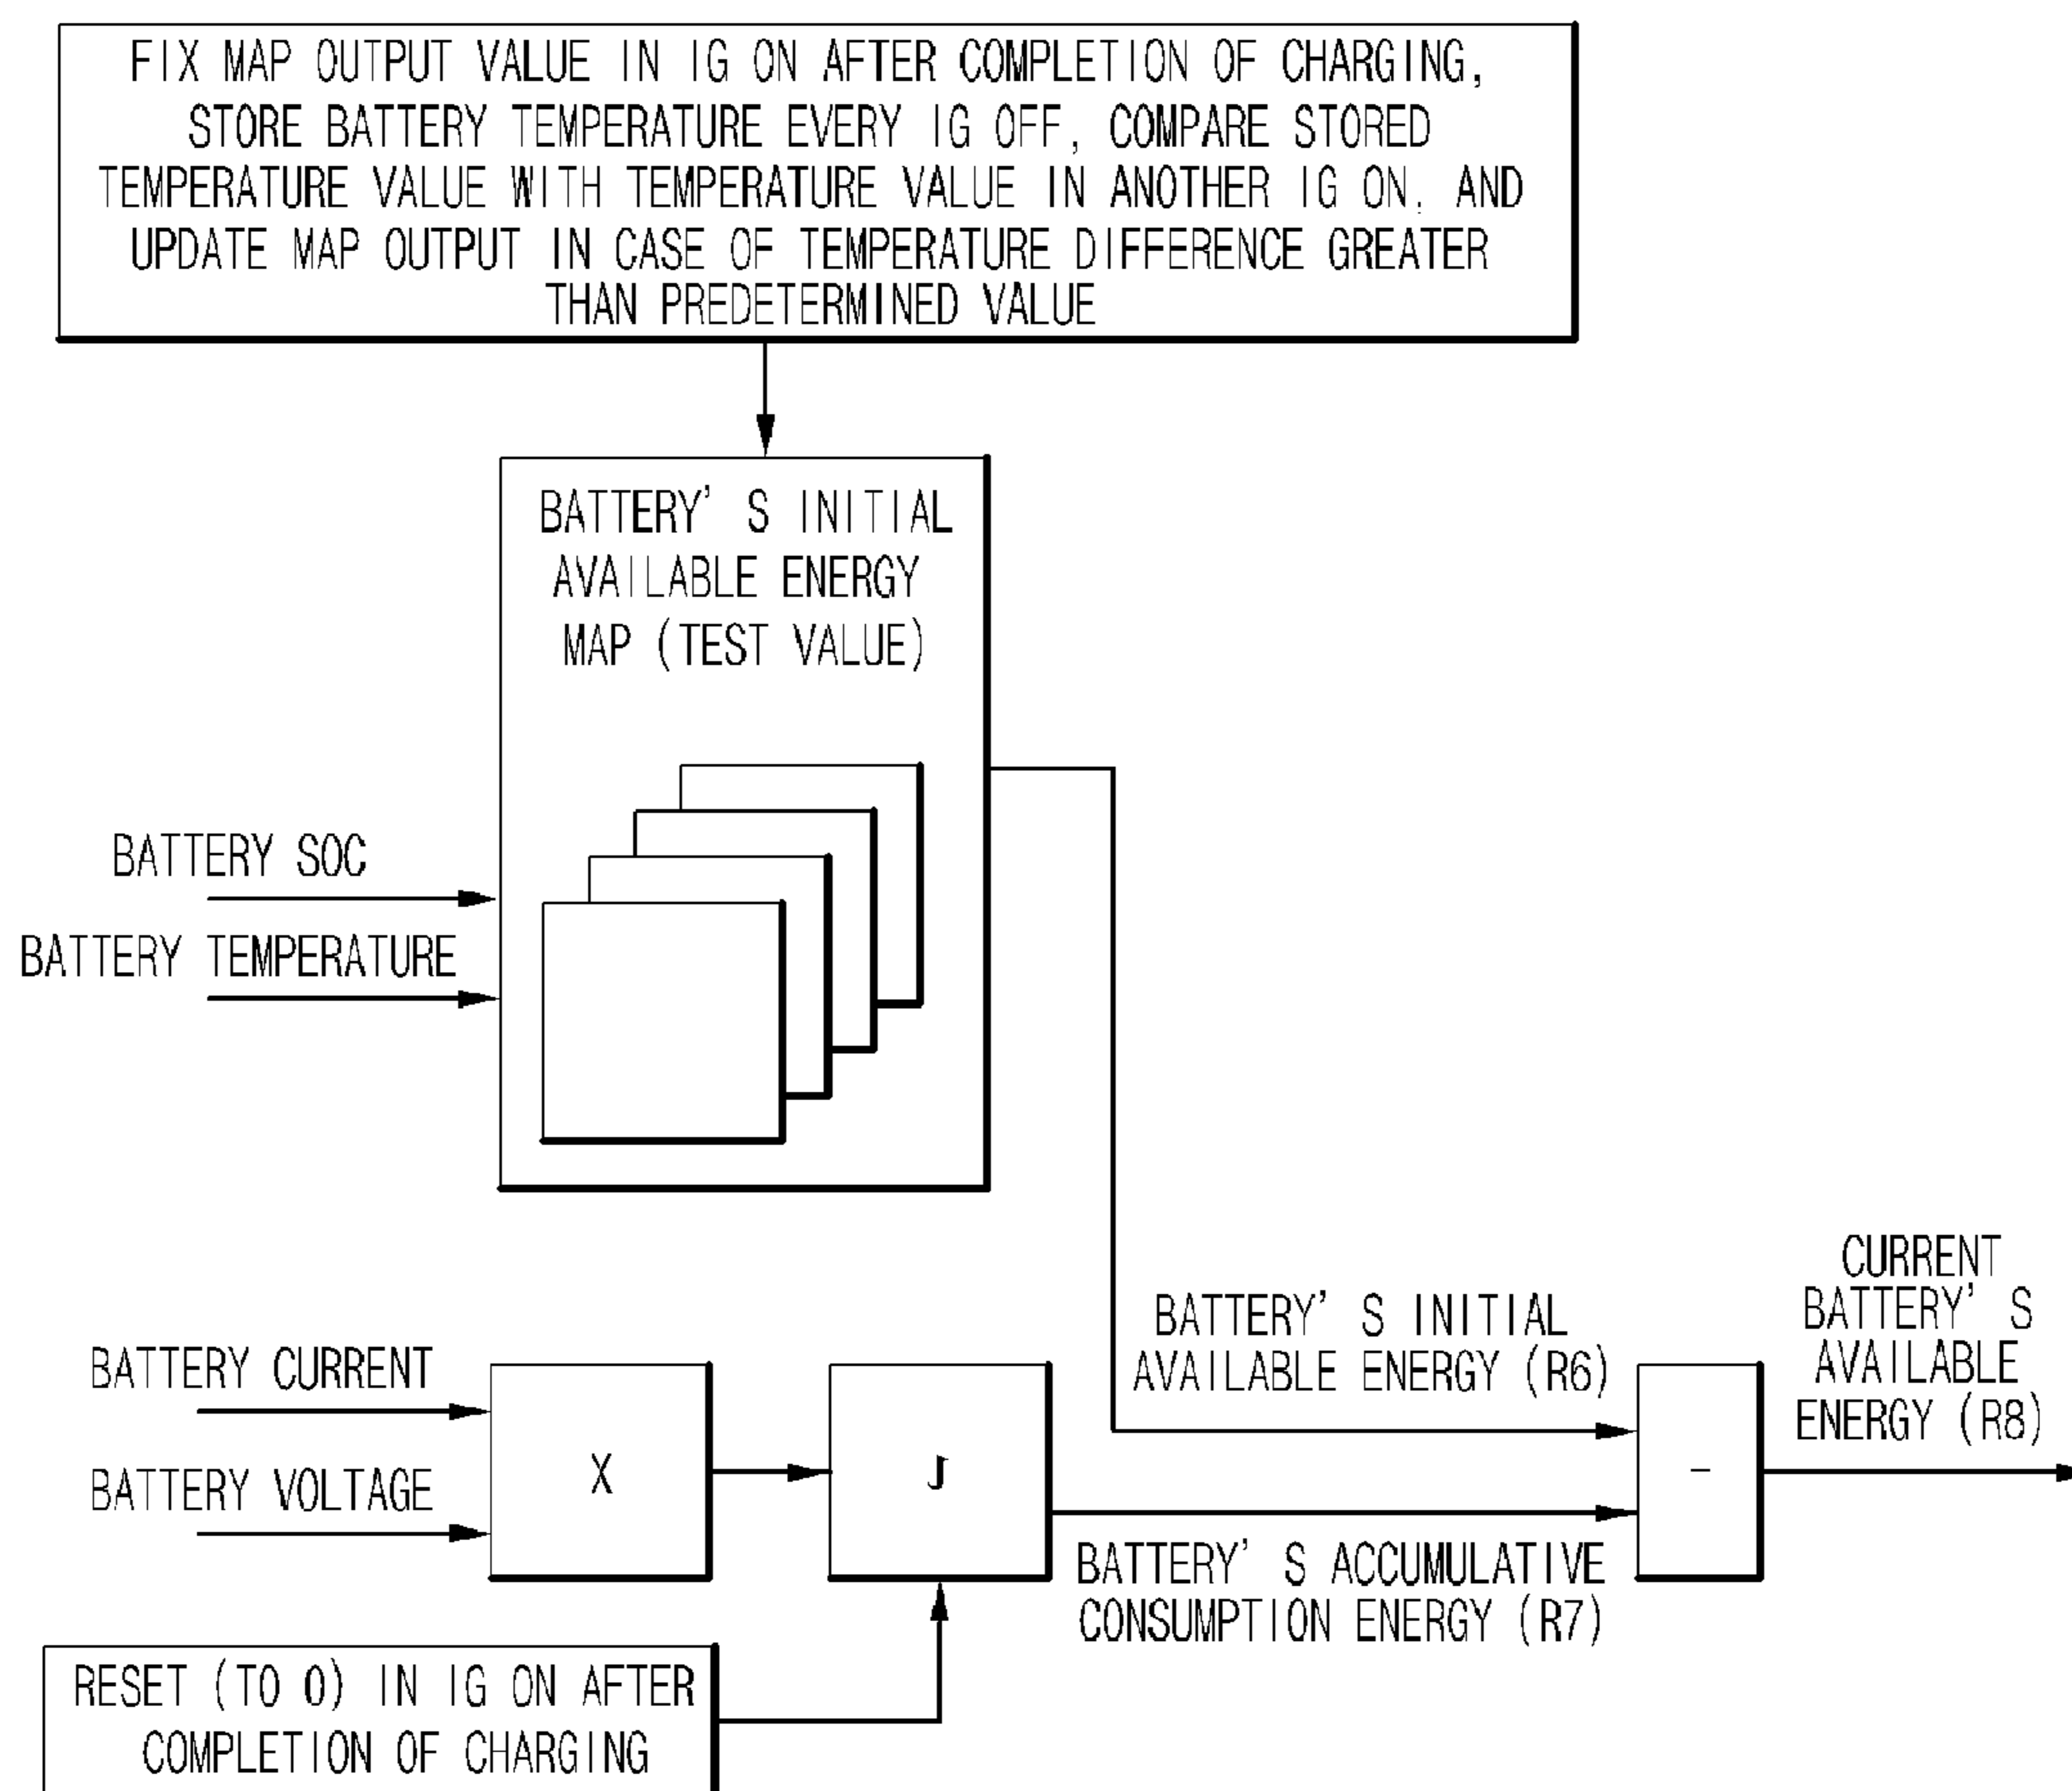 FIX MAP OUTPUT VALUE IN IG ON AFTER COMPLETION OF CHARGING,
STORE BATTERY TEMPERATURE EVERY IG OFF, COMPARE STORED
TEMPERATURE VALUE WITH TEMPERATURE VALUE IN ANOTHER IG ON, AND
UPDATE MAP OUTPUT IN CASE OF TEMPERATURE DIFFERENCE GREATER
THAN PREDETERMINED VALUE
BATTERY' S INITIAL
AVAILABLE ENERGY
MAP (TEST VALUE)
BATTERY SOC
BATTERY TEMPERATURE
BATTERY CURRENT
BATTERY VOLTAGE
X
J
BATTERY' S INITIAL
AVAILABLE ENERGY (R6)
BATTERY' S ACCUMULATIVE
CONSUMPTION ENERGY (R7)
−
CURRENT
BATTERY' S
AVAILABLE
ENERGY (R8)
RESET (TO 0) IN IG ON AFTER
COMPLETION OF CHARGING